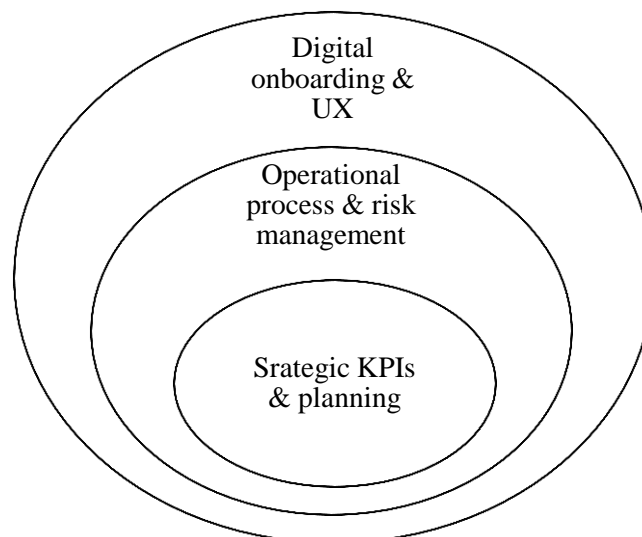 Digital
onboarding &
UX
Operational
process & risk
management
Srategic KPIs
& planning